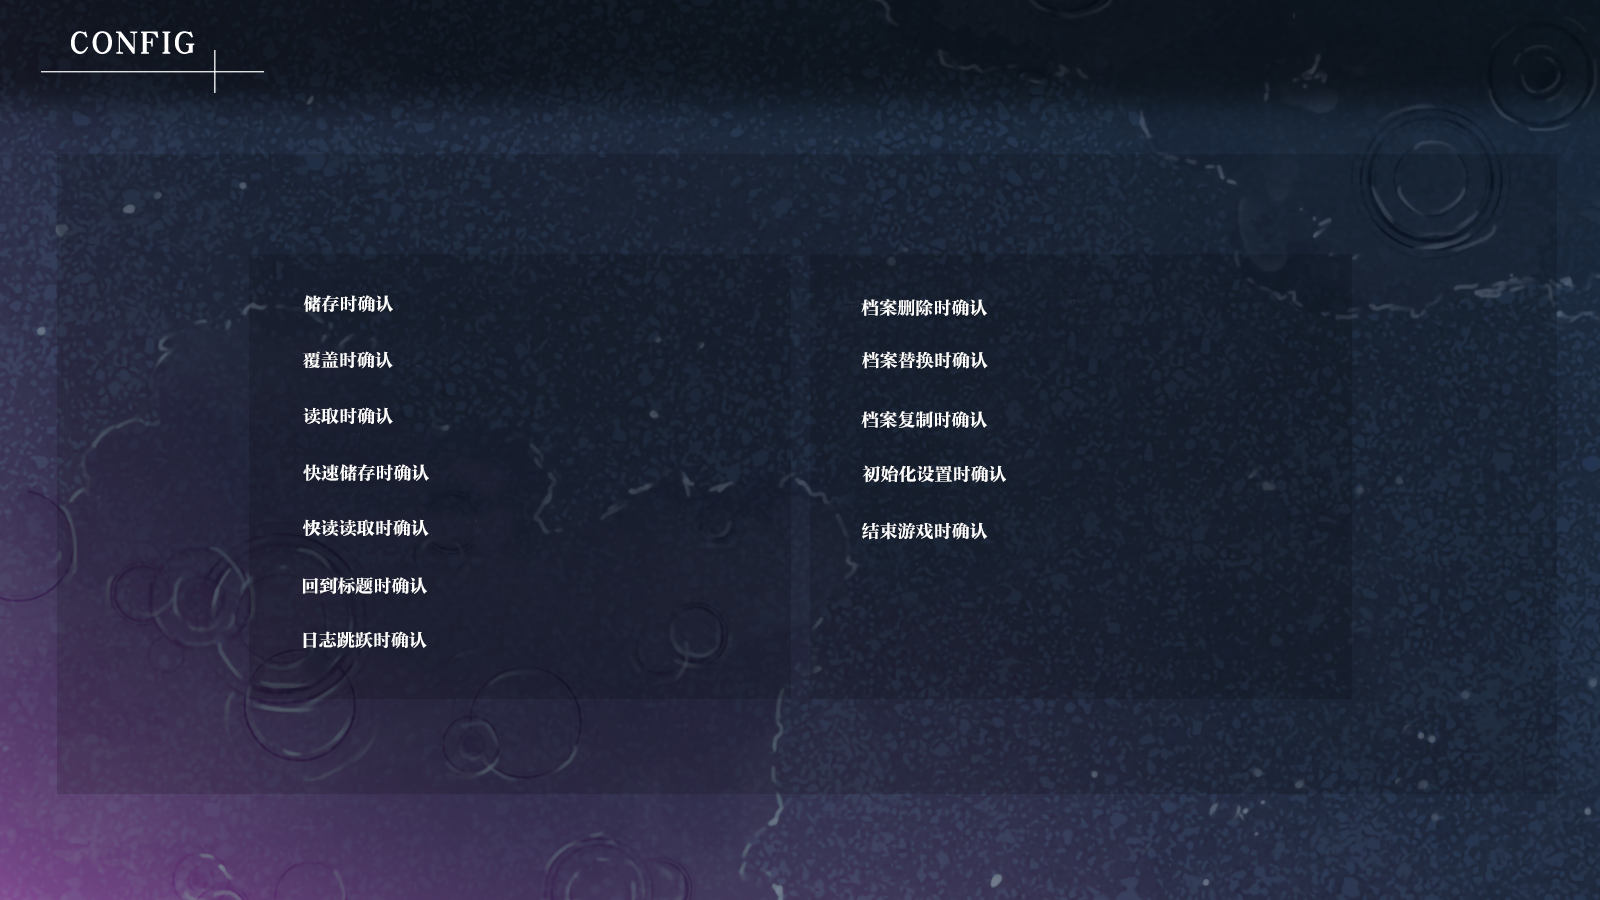 CONFIG
储存时确认
覆盖时确认
读取时确认
快速储存时确认
快读读取时确认
回到标题时确认
日志跳跃时确认
档案删除时确认
档案替换时确认
档案复制时确认
初始化设置时确认
结束游戏时确认